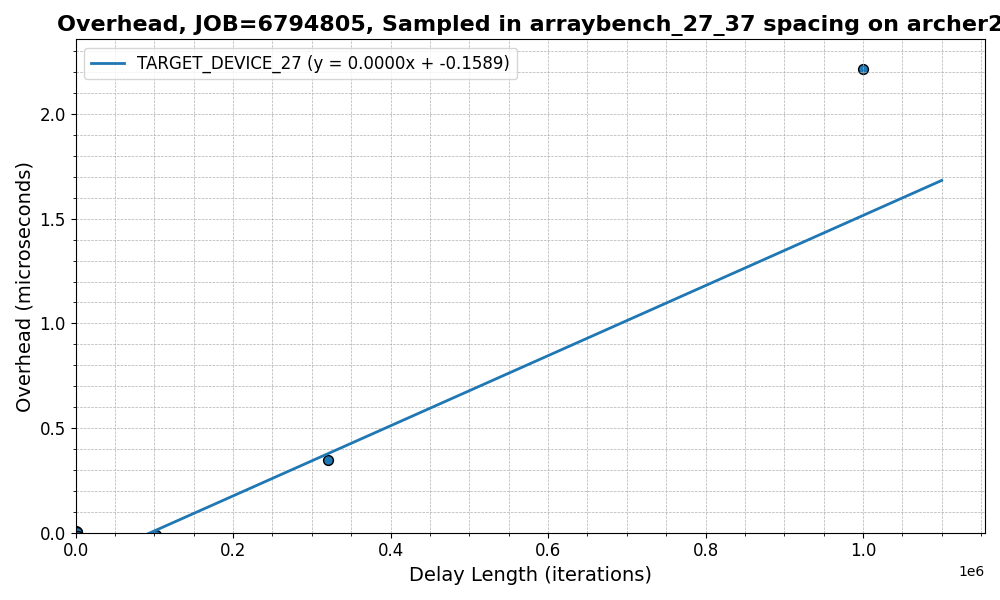 Overhead, JOB=6794805, Sampled in arraybench_27_37 spacing on archer2
TARGET_DEVICE_27 (y = 0.0000x + -0.1589)
Overhead (microseconds)
2.0
1.5
1.0
0.5
0.0
0.0 0.2 0.4 0.6 0.8 1.0
1e6
Delay Length (iterations)